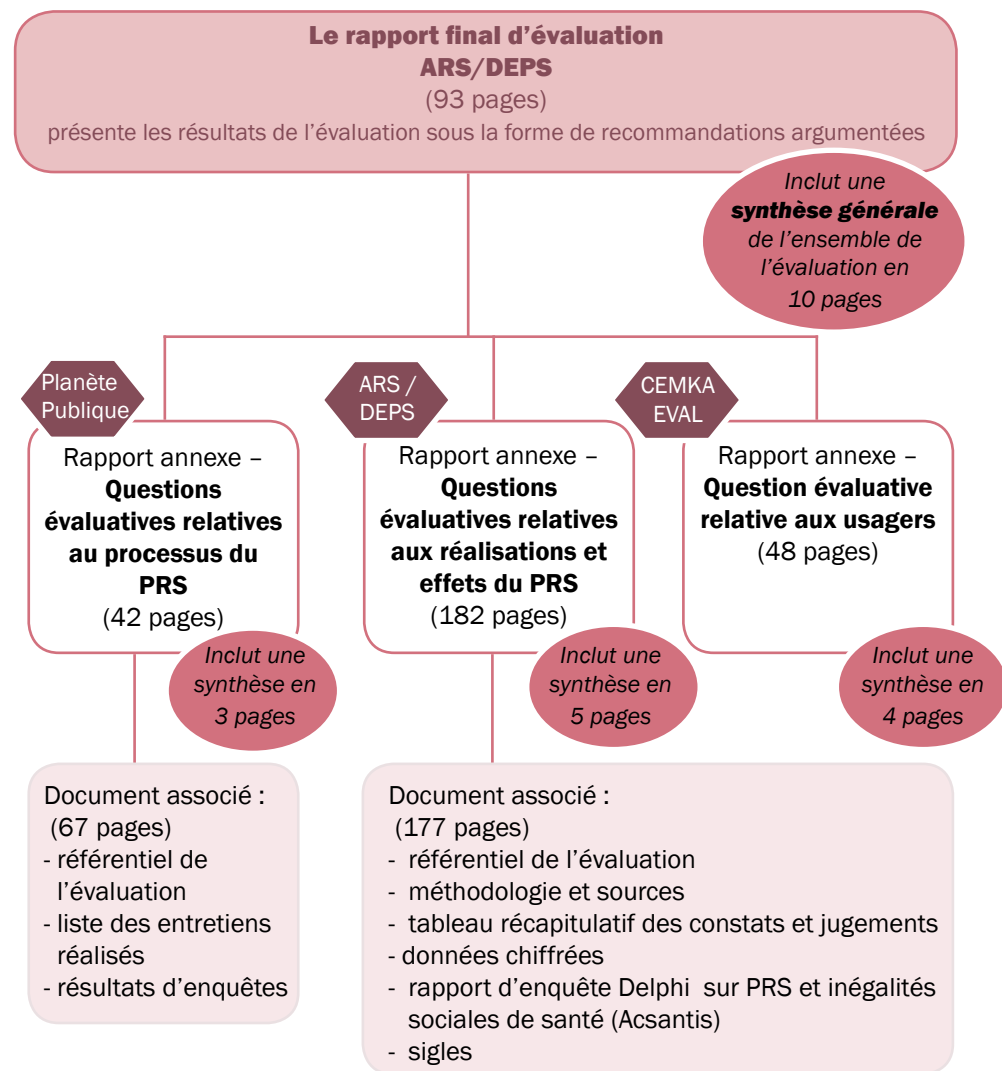 Le rapport final d'évaluation
ARS/DEPS
(93 pages)
présente les résultats de l'évaluation sous la forme de recommandations argumentées
Inclut une
synthèse générale
de l'ensemble de
l'évaluation en
10 pages
Planète
Publique
Rapport annexe –
Questions
évaluatives relatives
au processus du
PRS
(42 pages)
Inclut une
synthèse en
3 pages
ARS /
DEPS
Rapport annexe –
Questions
évaluatives relatives
aux réalisations et
effets du PRS
(182 pages)
Inclut une
synthèse en
5 pages
CEMKA
EVAL
Rapport annexe –
Question évaluative
relative aux usagers
(48 pages)
Inclut une
synthèse en
4 pages
Document associé :
(67 pages)
- référentiel de
l'évaluation
- liste des entretiens
réalisés
- résultats d'enquêtes
Document associé :
(177 pages)
- référentiel de l'évaluation
- méthodologie et sources
- tableau récapitulatif des constats et jugements
- données chiffrées
- rapport d'enquête Delphi sur PRS et inégalités
sociales de santé (Acsantis)
- sigles